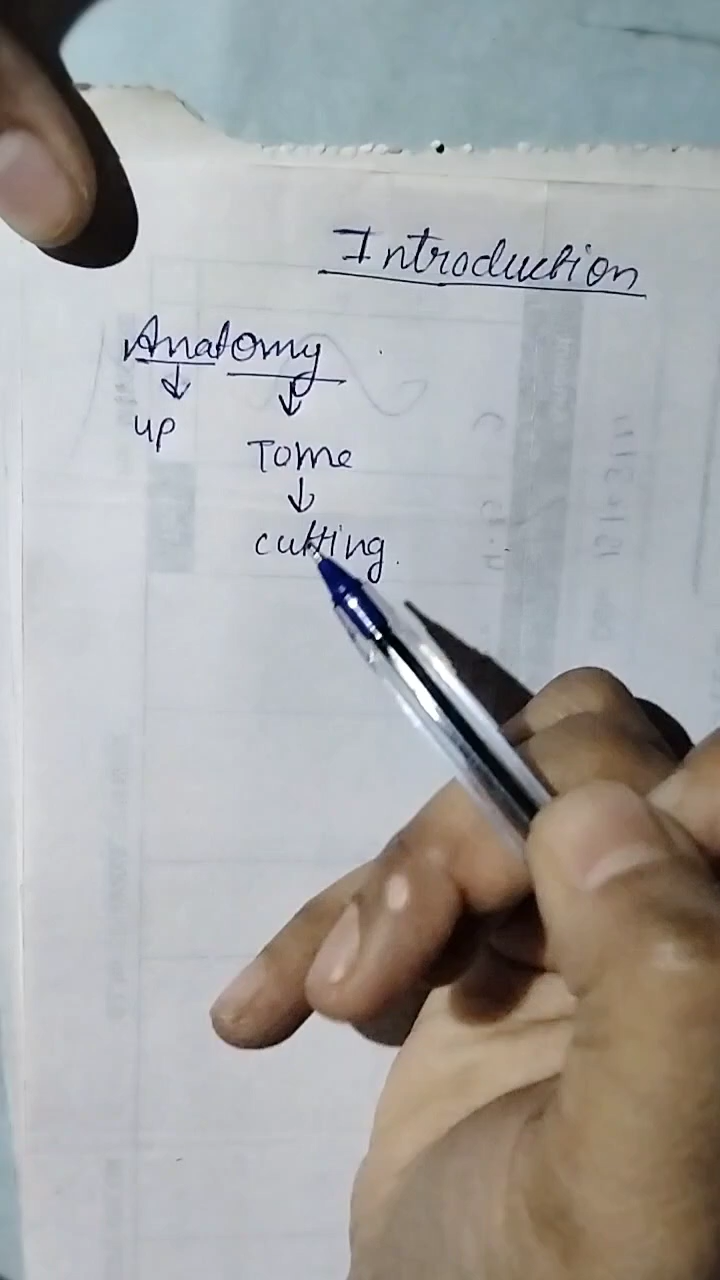 Introduction
Anatomy
↓ ↓
up
Tome
↓
cutting.